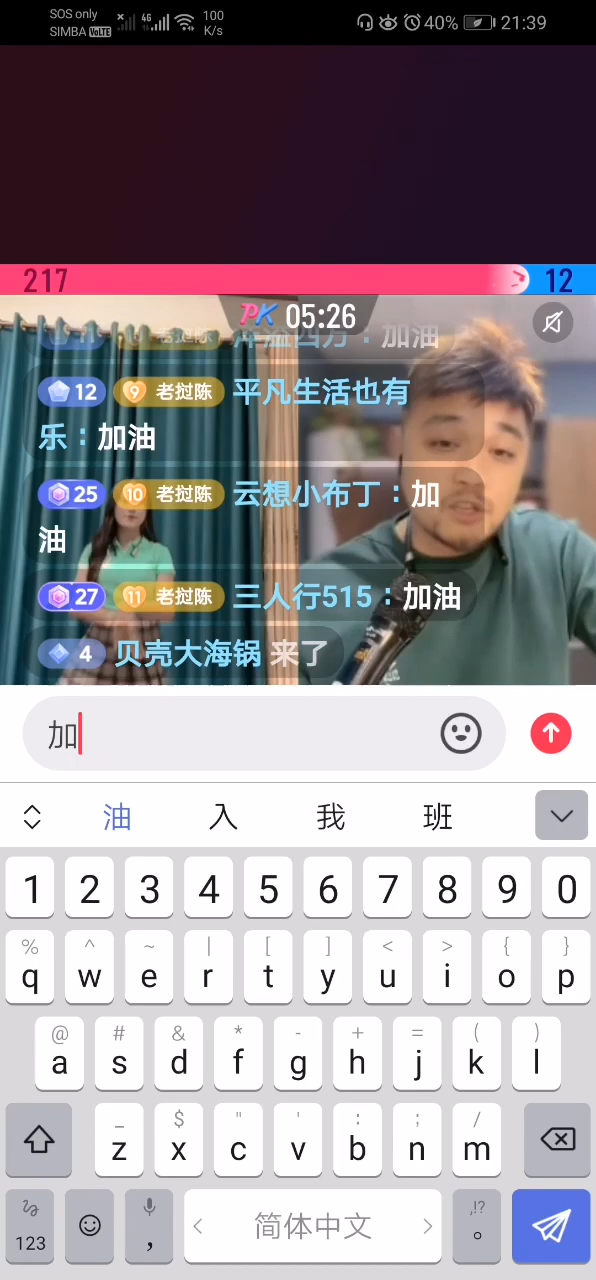 SOS only
SIMBA VoLTE
4G
100
K/s
40%
21:39
217
12
PK 05:26
加油
12 9 老挝陈 平凡生活也有
乐：加油
25 10 老挝陈 云想小布丁：加
油
27 11 老挝陈 三人行515：加油
4 贝壳大海锅 来了
加
油 入 我 班
1 2 3 4 5 6 7 8 9 0
% ^ ~ | [ ] < > { }
q w e r t y u i o p
@ # & * - + = ( )
a s d f g h j k l
_ $ " ' : ; /
z x c v b n m
,!?
123 ， 简体中文 。